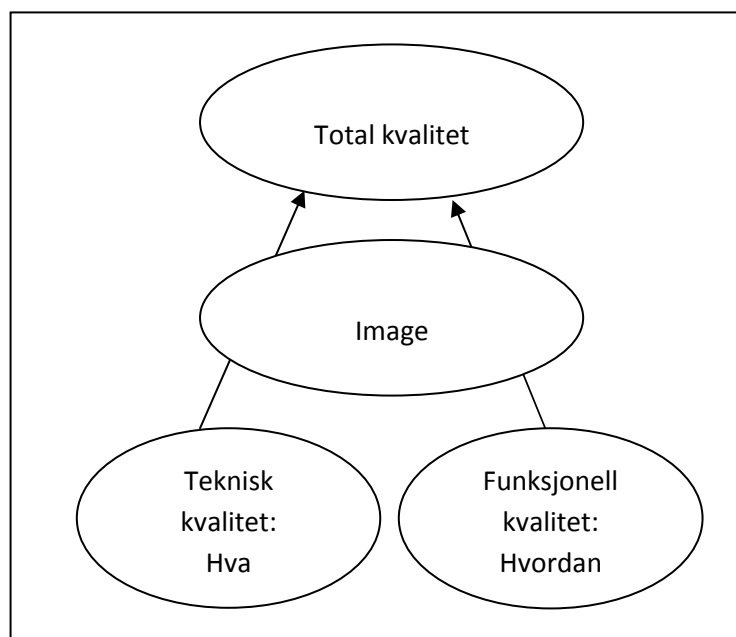 Total kvalitet
Image
Teknisk
kvalitet:
Hva
Funksjonell
kvalitet:
Hvordan